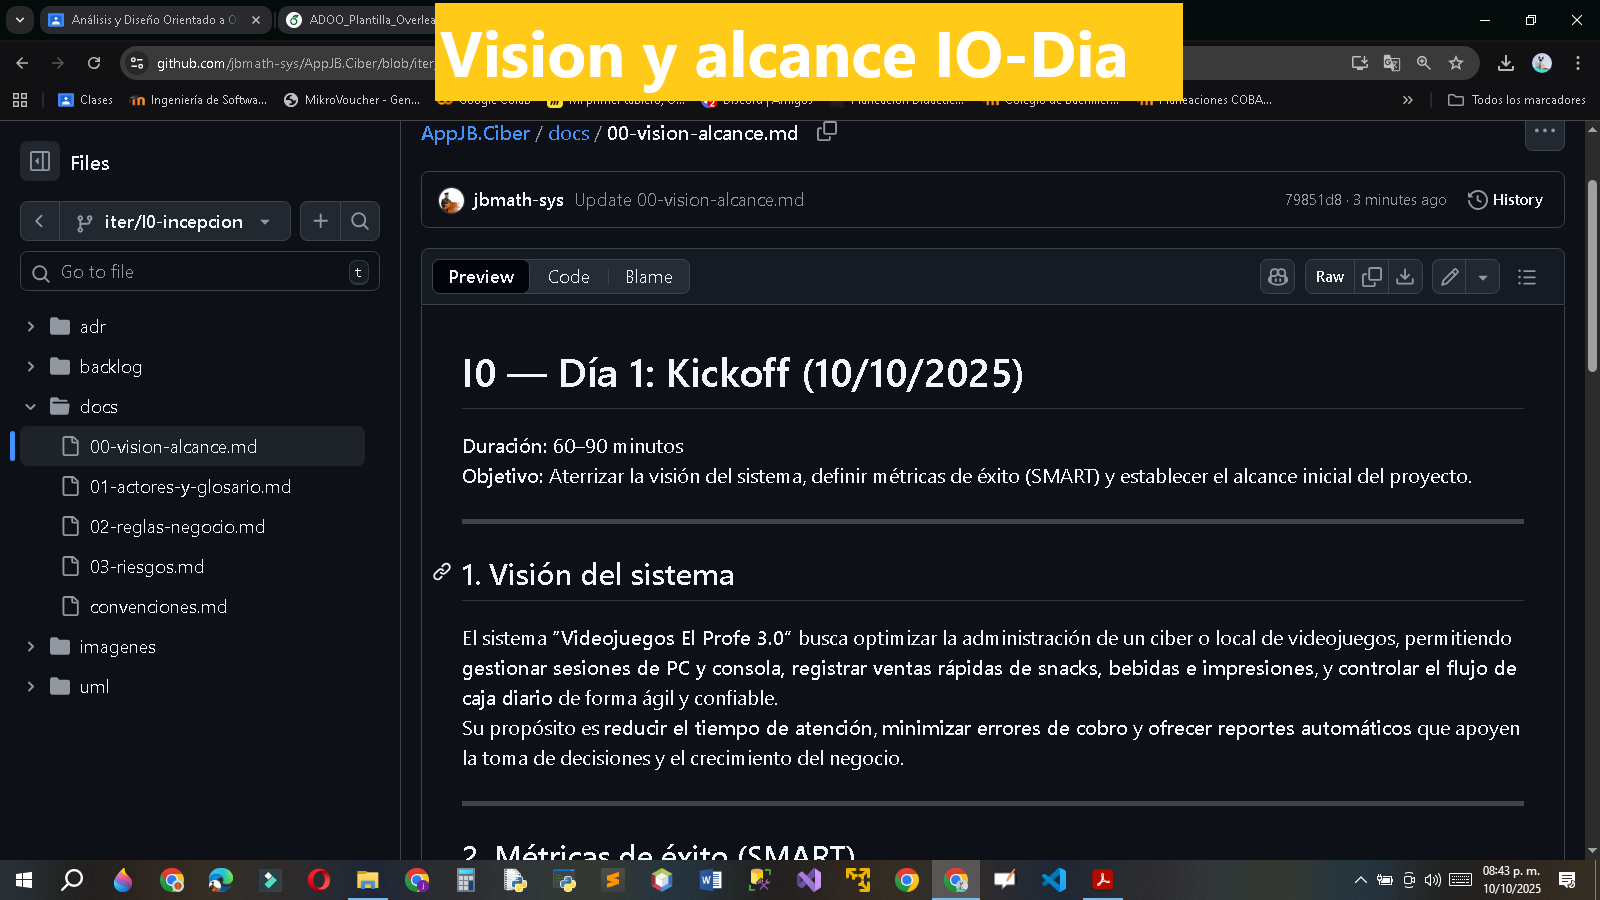 Análisis y Diseño Orientado a O
ADOO_Plantilla_Overlea
Vision y alcance IO-Dia
github.com/jbmath-sys/AppJB.Ciber/blob/iter
Clases
Ingeniería de Softwa...
MikroVoucher - Gen...
Todos los marcadores
Files
AppJB.Ciber / docs / 00-vision-alcance.md
iter/I0-incepcion
jbmath-sys Update 00-vision-alcance.md
79851d8 · 3 minutes ago
History
Go to file
t
Preview
Code
Blame
Raw
adr
backlog
docs
00-vision-alcance.md
01-actores-y-glosario.md
02-reglas-negocio.md
03-riesgos.md
convenciones.md
imagenes
uml
I0 — Día 1: Kickoff (10/10/2025)
Duración: 60–90 minutos
Objetivo: Aterrizar la visión del sistema, definir métricas de éxito (SMART) y establecer el alcance inicial del proyecto.
1. Visión del sistema
El sistema "Videojuegos El Profe 3.0" busca optimizar la administración de un ciber o local de videojuegos, permitiendo
gestionar sesiones de PC y consola, registrar ventas rápidas de snacks, bebidas e impresiones, y controlar el flujo de
caja diario de forma ágil y confiable.
Su propósito es reducir el tiempo de atención, minimizar errores de cobro y ofrecer reportes automáticos que apoyen
la toma de decisiones y el crecimiento del negocio.
2. Métricas de éxito (SMART)
08:43 p. m.
10/10/2025